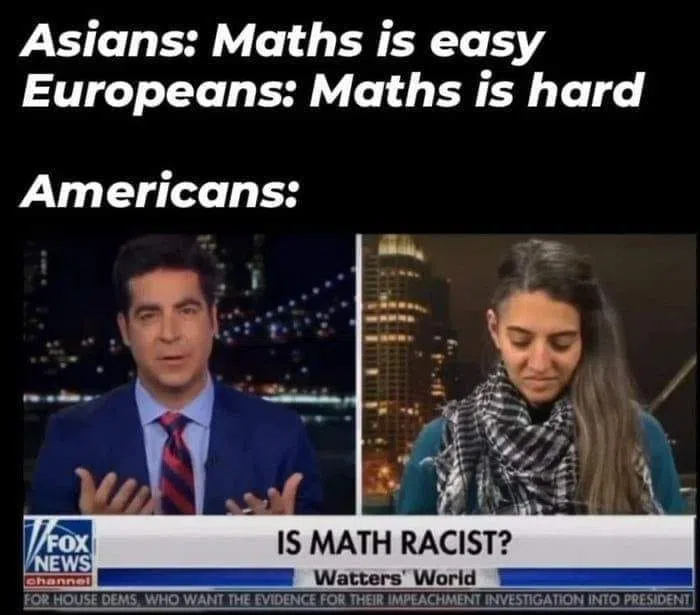 Asians: Maths is easy
Europeans: Maths is hard
Americans:
IS MATH RACIST?
FOX
NEWS
channel
Watters' World
FOR HOUSE DEMS, WHO WANT THE EVIDENCE FOR THEIR IMPEACHMENT INVESTIGATION INTO PRESIDENT